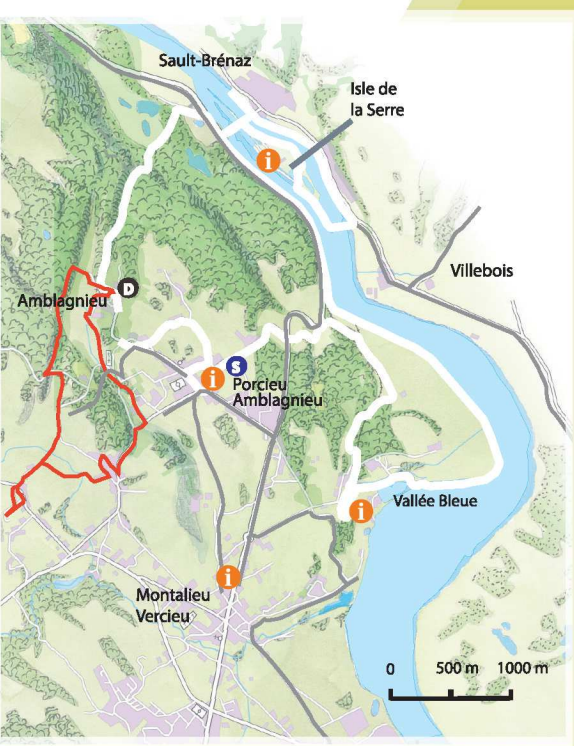 Sault-Brénaz
Isle de
la Serre
i
Villebois
Amblagnieu
D
S
i
Porcieu
Amblagnieu
Vallée Bleue
i
i
Montalieu
Vercieu
0 500 m 1000 m